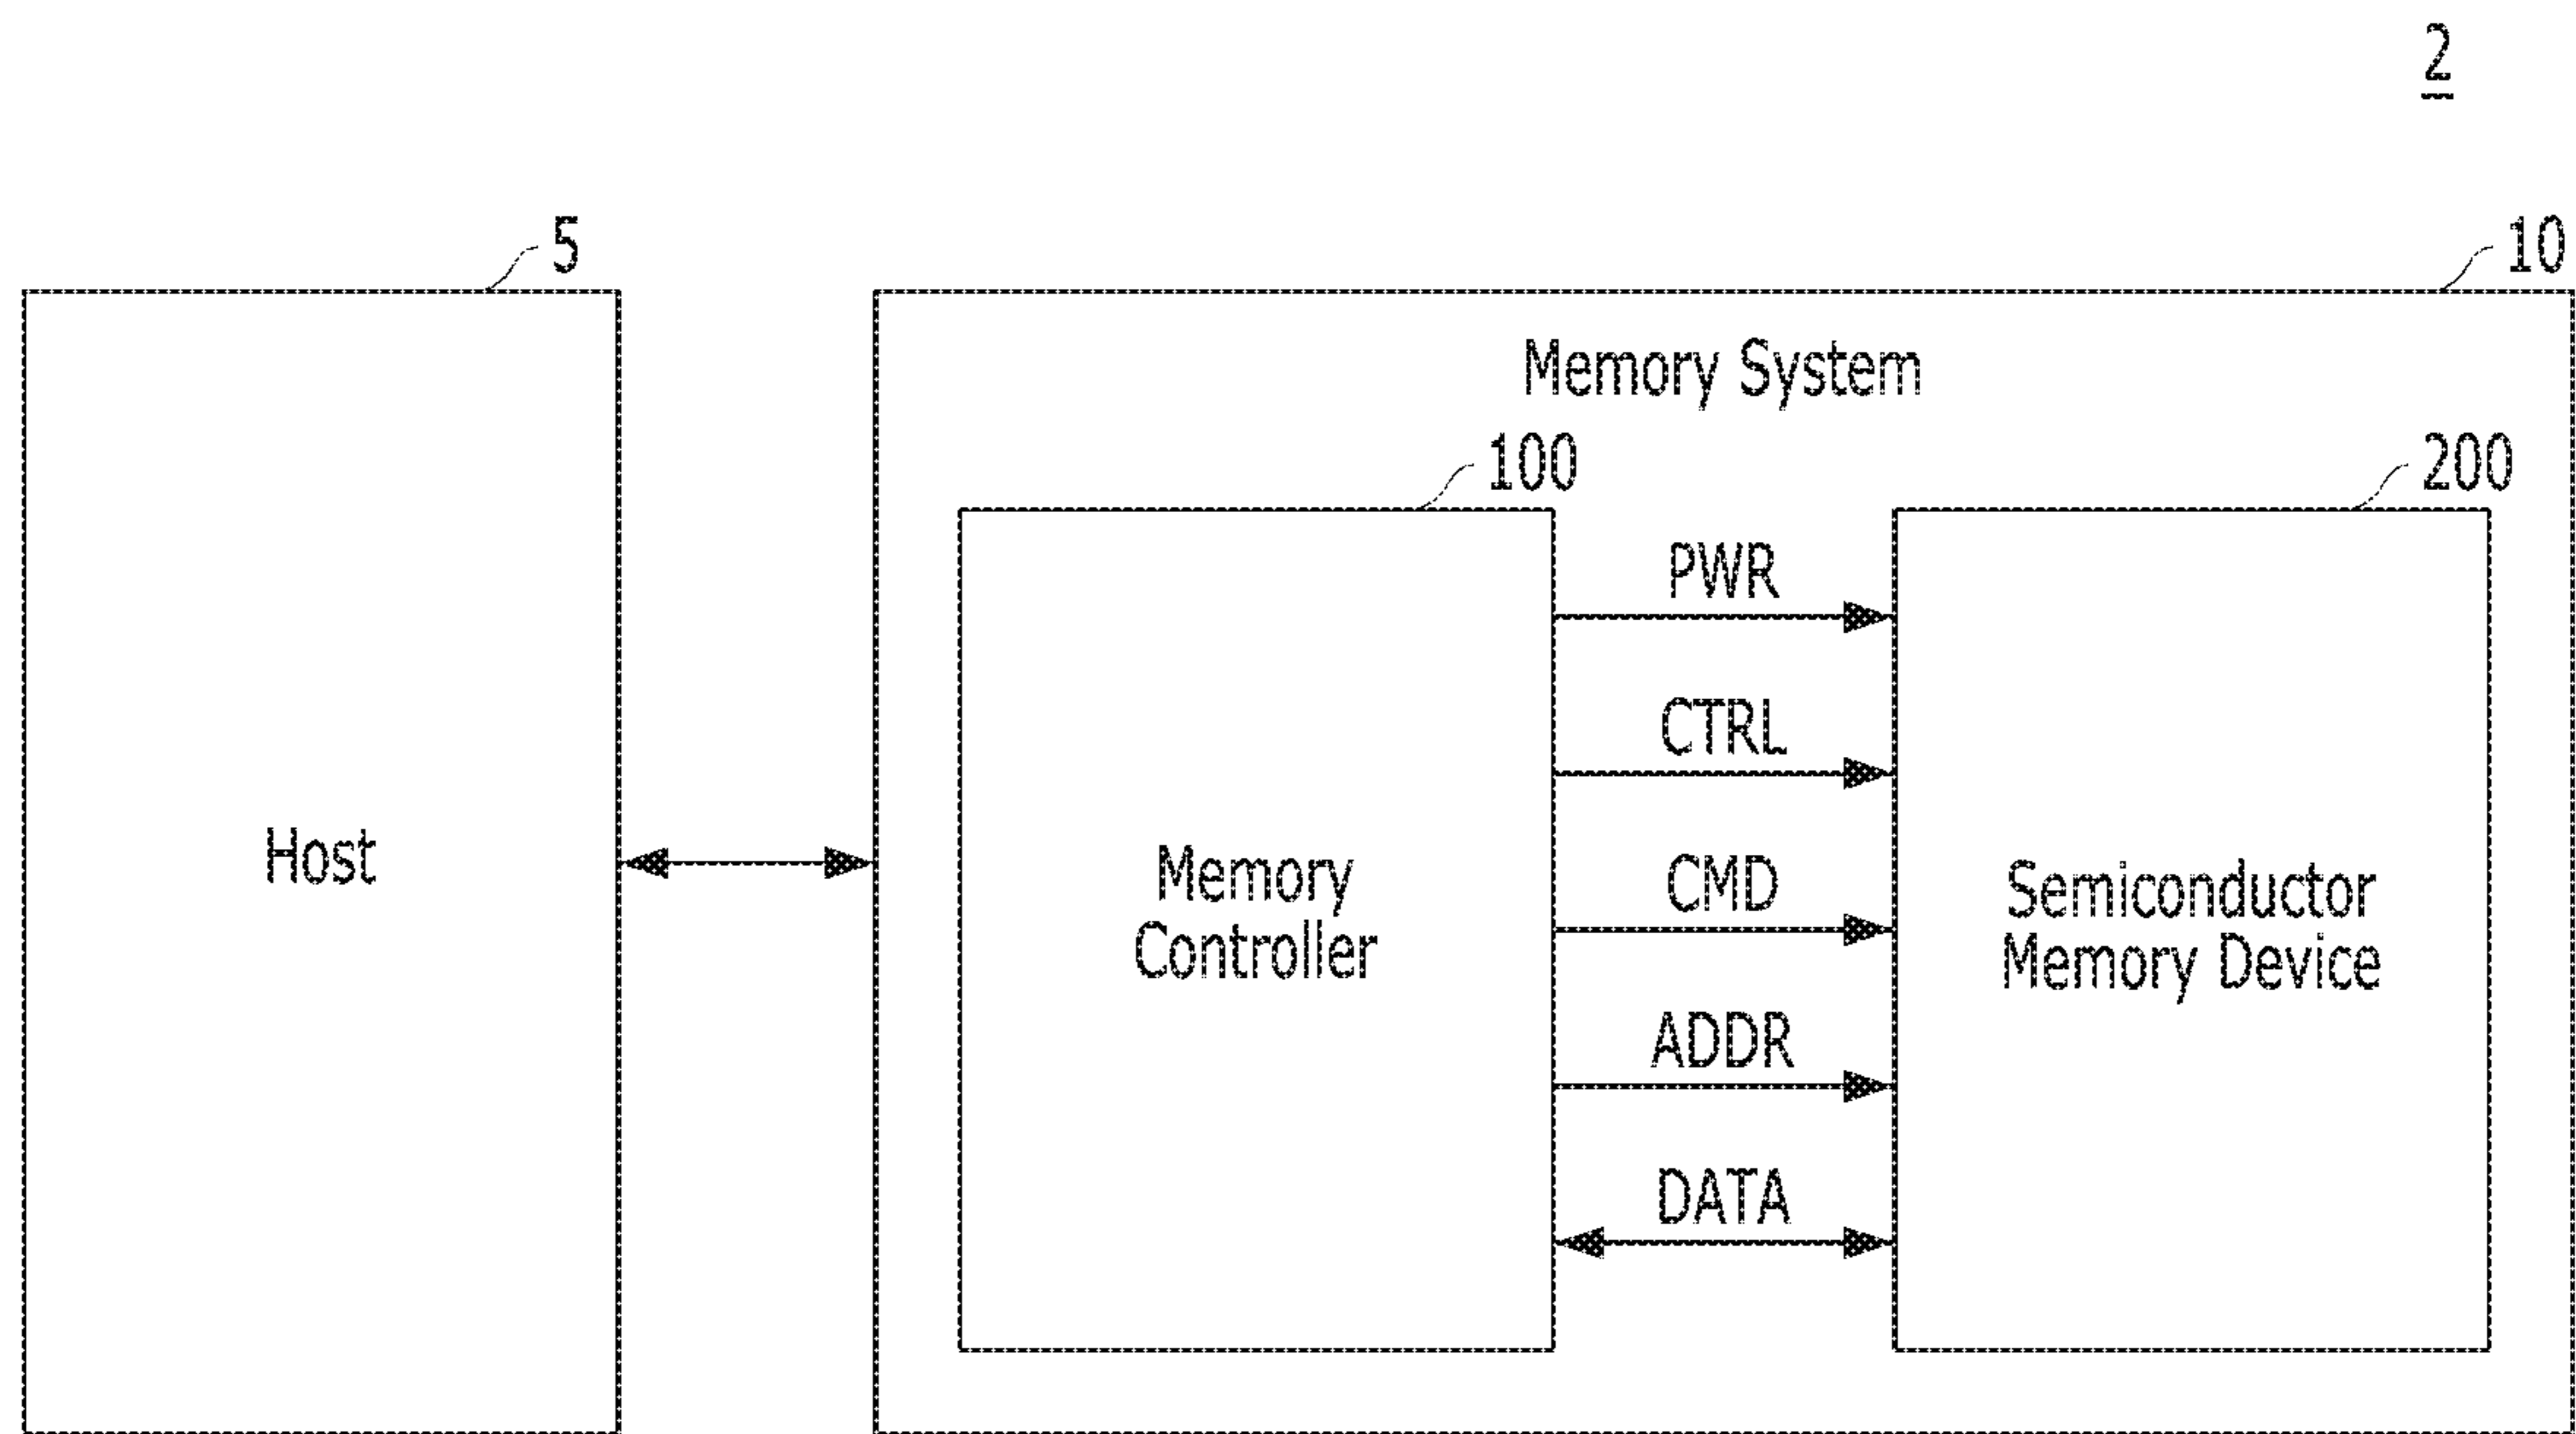 2
5
10
Memory System
100
200
PWR
CTRL
CMD
ADDR
DATA
Host
Memory
Controller
Semiconductor
Memory Device